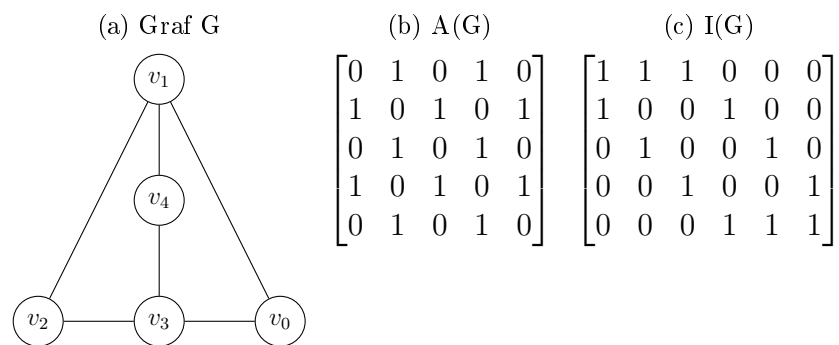 (a) Graf G
(b) A(G)
(c) I(G)
v1
v4
v2
v3
v0
0 1 0 1 0
1 0 1 0 1
0 1 0 1 0
1 0 1 0 1
0 1 0 1 0
1 1 1 0 0 0
1 0 0 1 0 0
0 1 0 0 1 0
0 0 1 0 0 1
0 0 0 1 1 1